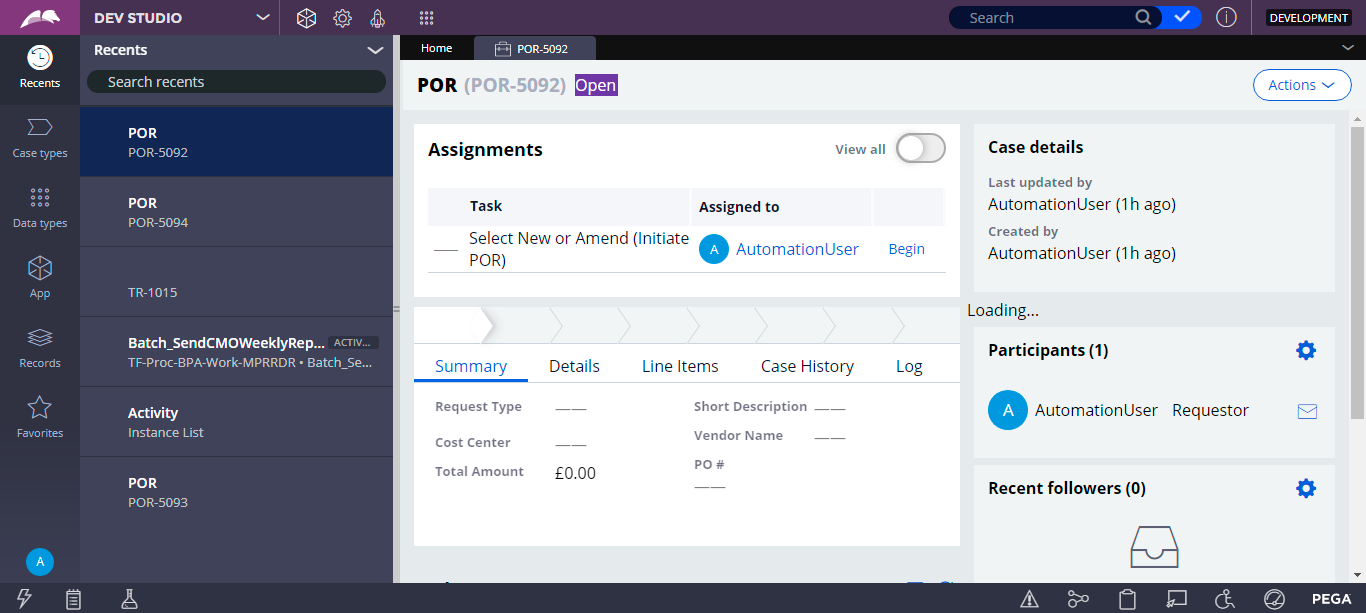 DEV STUDIO
Search
DEVELOPMENT
Recents
Search recents
Home
POR-5092
Recents
Case types
Data types
App
Records
Favorites
A
POR
POR-5092
POR
POR-5094
TR-1015
Batch_SendCMOWeeklyRep... ACTIV...
TF-Proc-BPA-Work-MPRRDR • Batch_Se...
Activity
Instance List
POR
POR-5093
POR (POR-5092) Open
Actions
Assignments
View all
Task
Assigned to
Select New or Amend (Initiate
POR)
A AutomationUser
Begin
Summary
Details
Line Items
Case History
Log
Request Type ––––
Short Description ––––
Cost Center ––––
Vendor Name ––––
Total Amount £0.00
PO #
––––
Case details
Last updated by
AutomationUser (1h ago)
Created by
AutomationUser (1h ago)
Loading...
Participants (1)
A AutomationUser Requestor
Recent followers (0)
PEGA